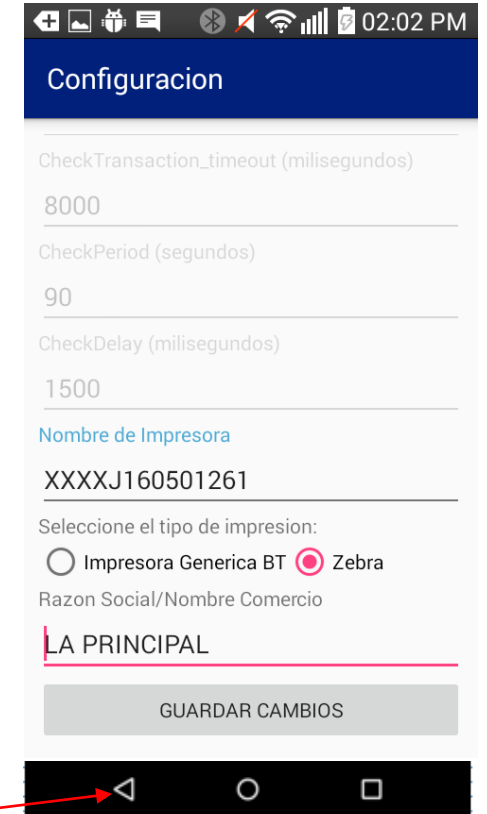 02:02 PM
Configuracion
CheckTransaction_timeout (milisegundos)
8000
CheckPeriod (segundos)
90
CheckDelay (milisegundos)
1500
Nombre de Impresora
XXXXJ160501261
Seleccione el tipo de impresion:
Impresora Generica BT Zebra
Razon Social/Nombre Comercio
LA PRINCIPAL
GUARDAR CAMBIOS